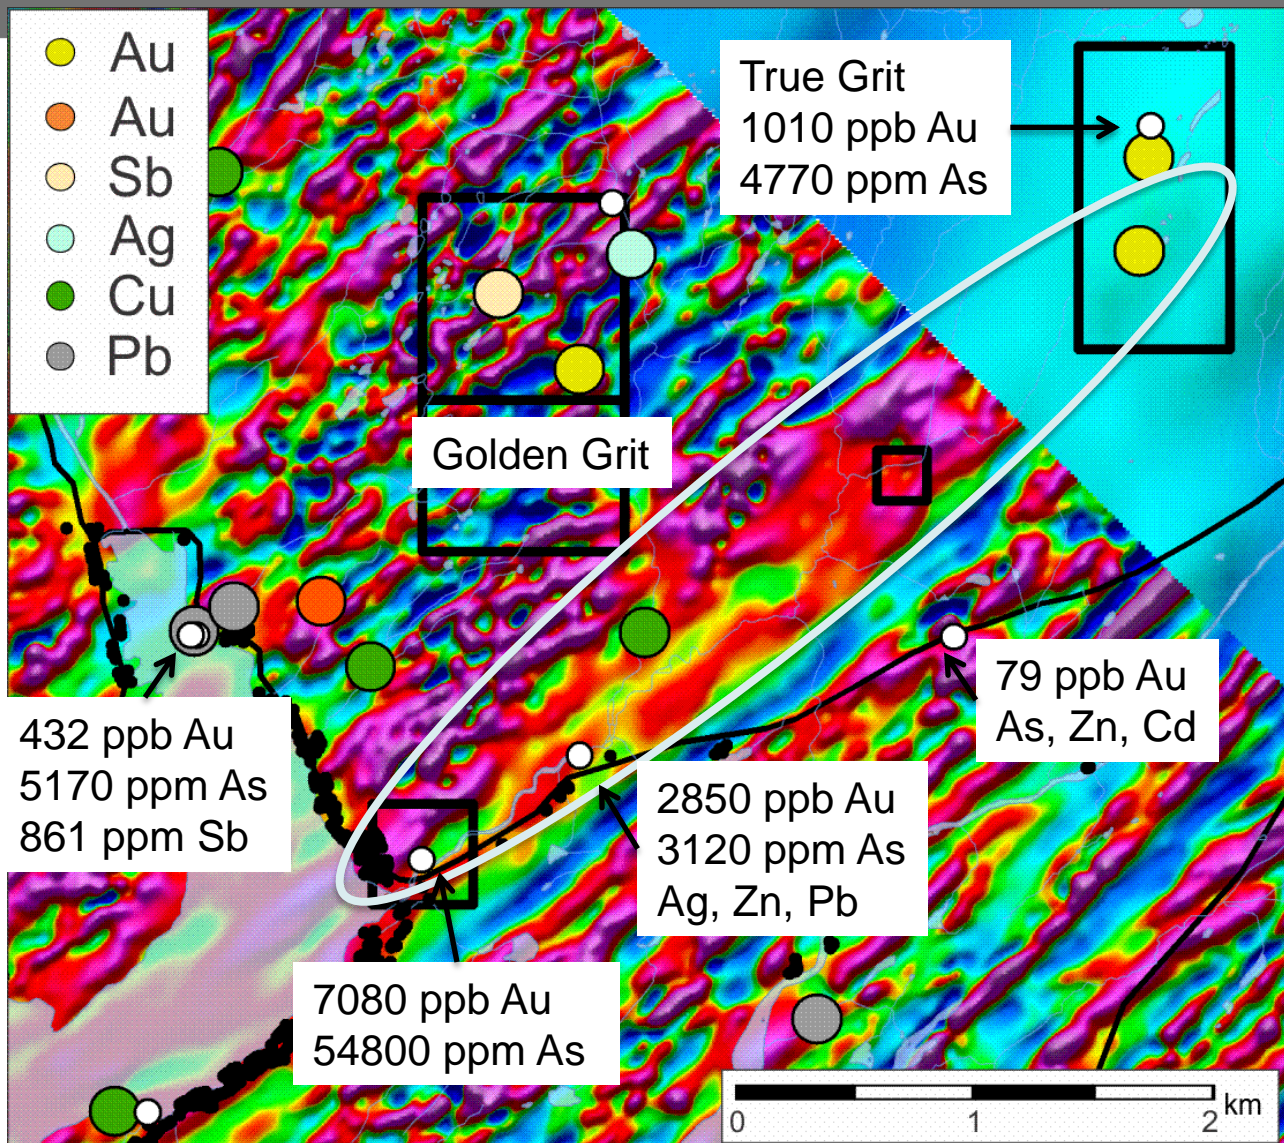 Au
Au
Sb
Ag
Cu
Pb
True Grit
1010 ppb Au
4770 ppm As
Golden Grit
432 ppb Au
5170 ppm As
861 ppm Sb
79 ppb Au
As, Zn, Cd
2850 ppb Au
3120 ppm As
Ag, Zn, Pb
7080 ppb Au
54800 ppm As
km
0 1 2